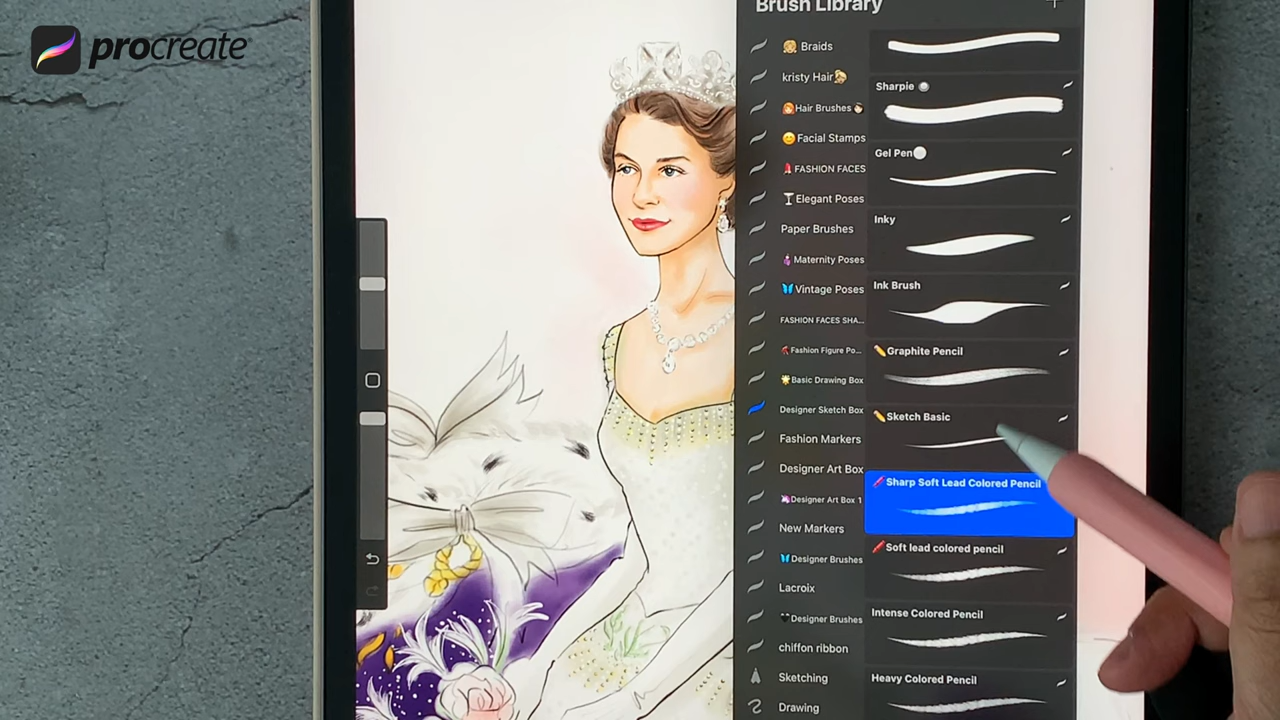 procreate
Brush Library
Braids
kristy Hair
Hair Brushes
Facial Stamps
FASHION FACES
Elegant Poses
Paper Brushes
Maternity Poses
Vintage Poses
FASHION FACES SHA...
Fashion Figure Po...
Basic Drawing Box
Designer Sketch Box
Fashion Markers
Designer Art Box
Designer Art Box 1
New Markers
Designer Brushes
Lacroix
Designer Brushes
chiffon ribbon
Sketching
Drawing
Sharpie
Gel Pen
Inky
Ink Brush
Graphite Pencil
Sketch Basic
Sharp Soft Lead Colored Pencil
Soft lead colored pencil
Intense Colored Pencil
Heavy Colored Pencil